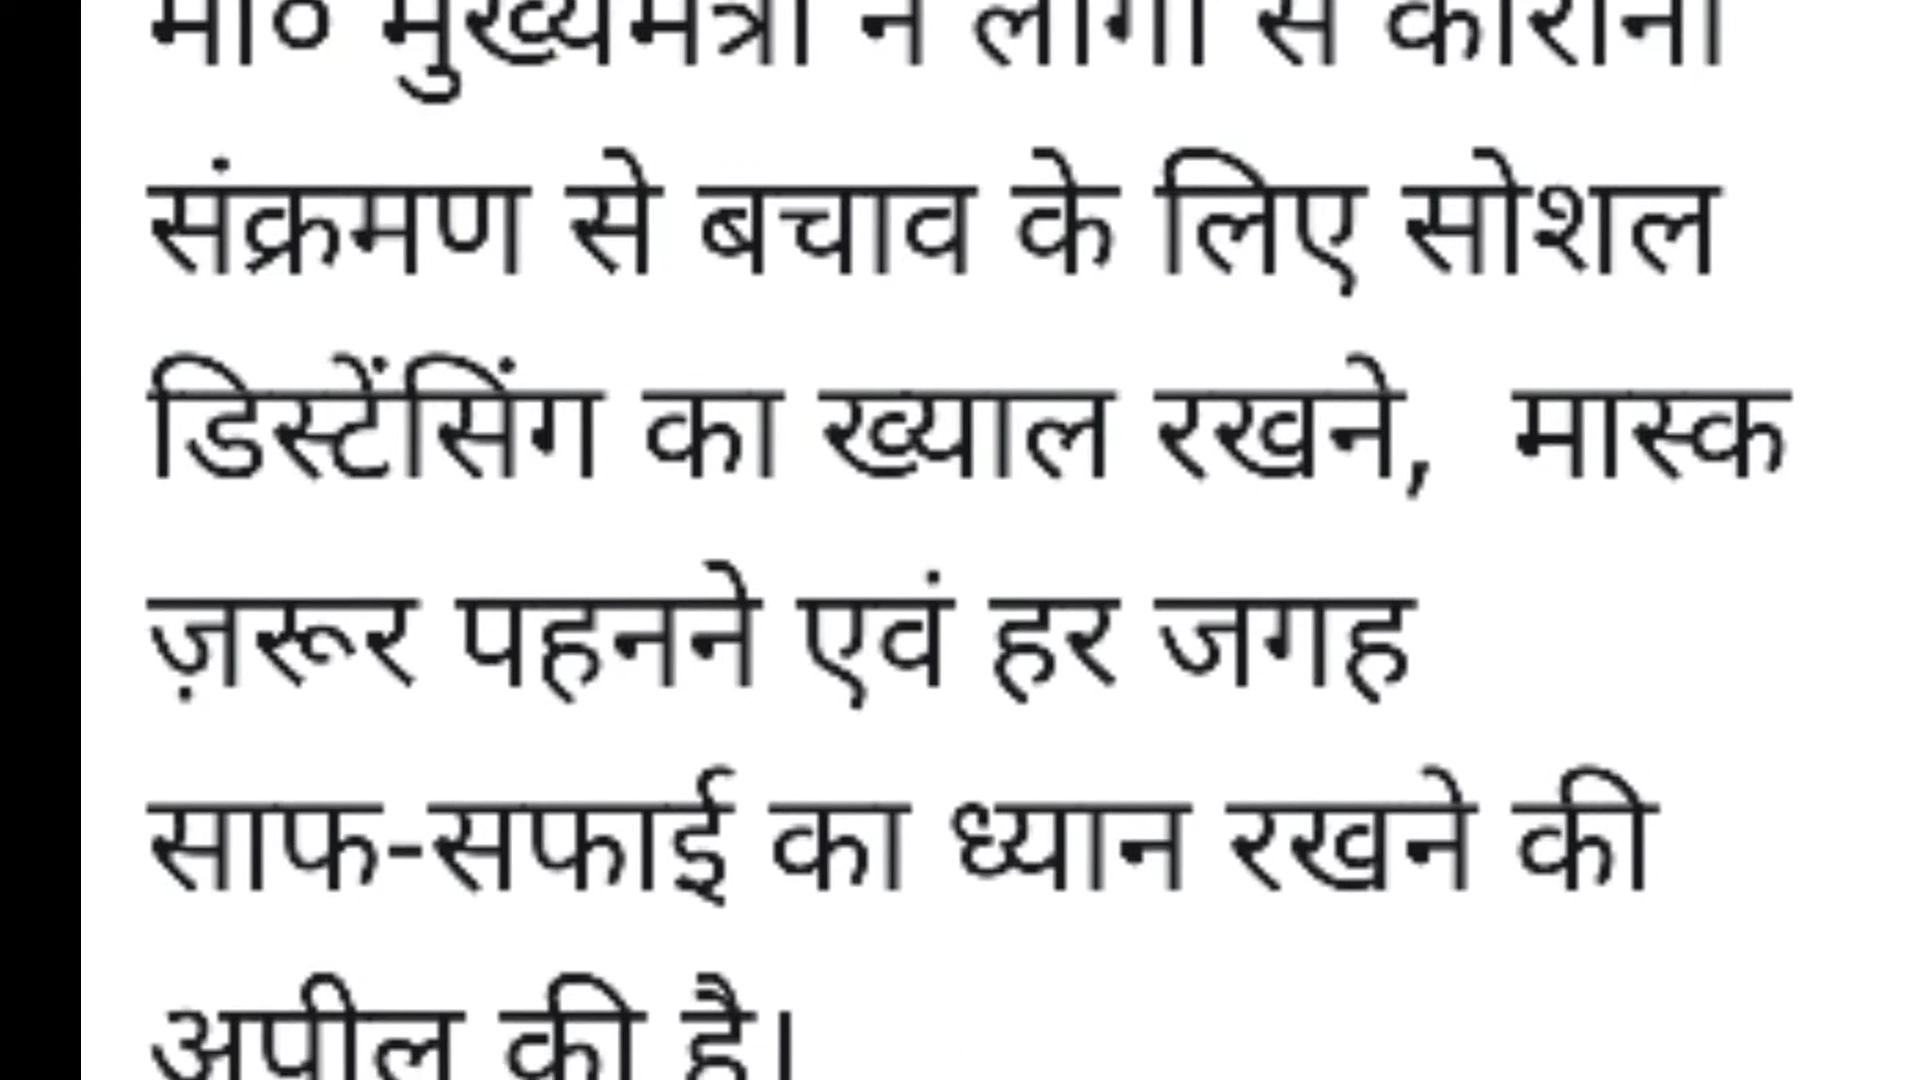 मा० मुख्यमंत्री ने लोगों से कोरोना
संक्रमण से बचाव के लिए सोशल
डिस्टेंसिंग का ख्याल रखने, मास्क
ज़रूर पहनने एवं हर जगह
साफ-सफाई का ध्यान रखने की
अपील की है।